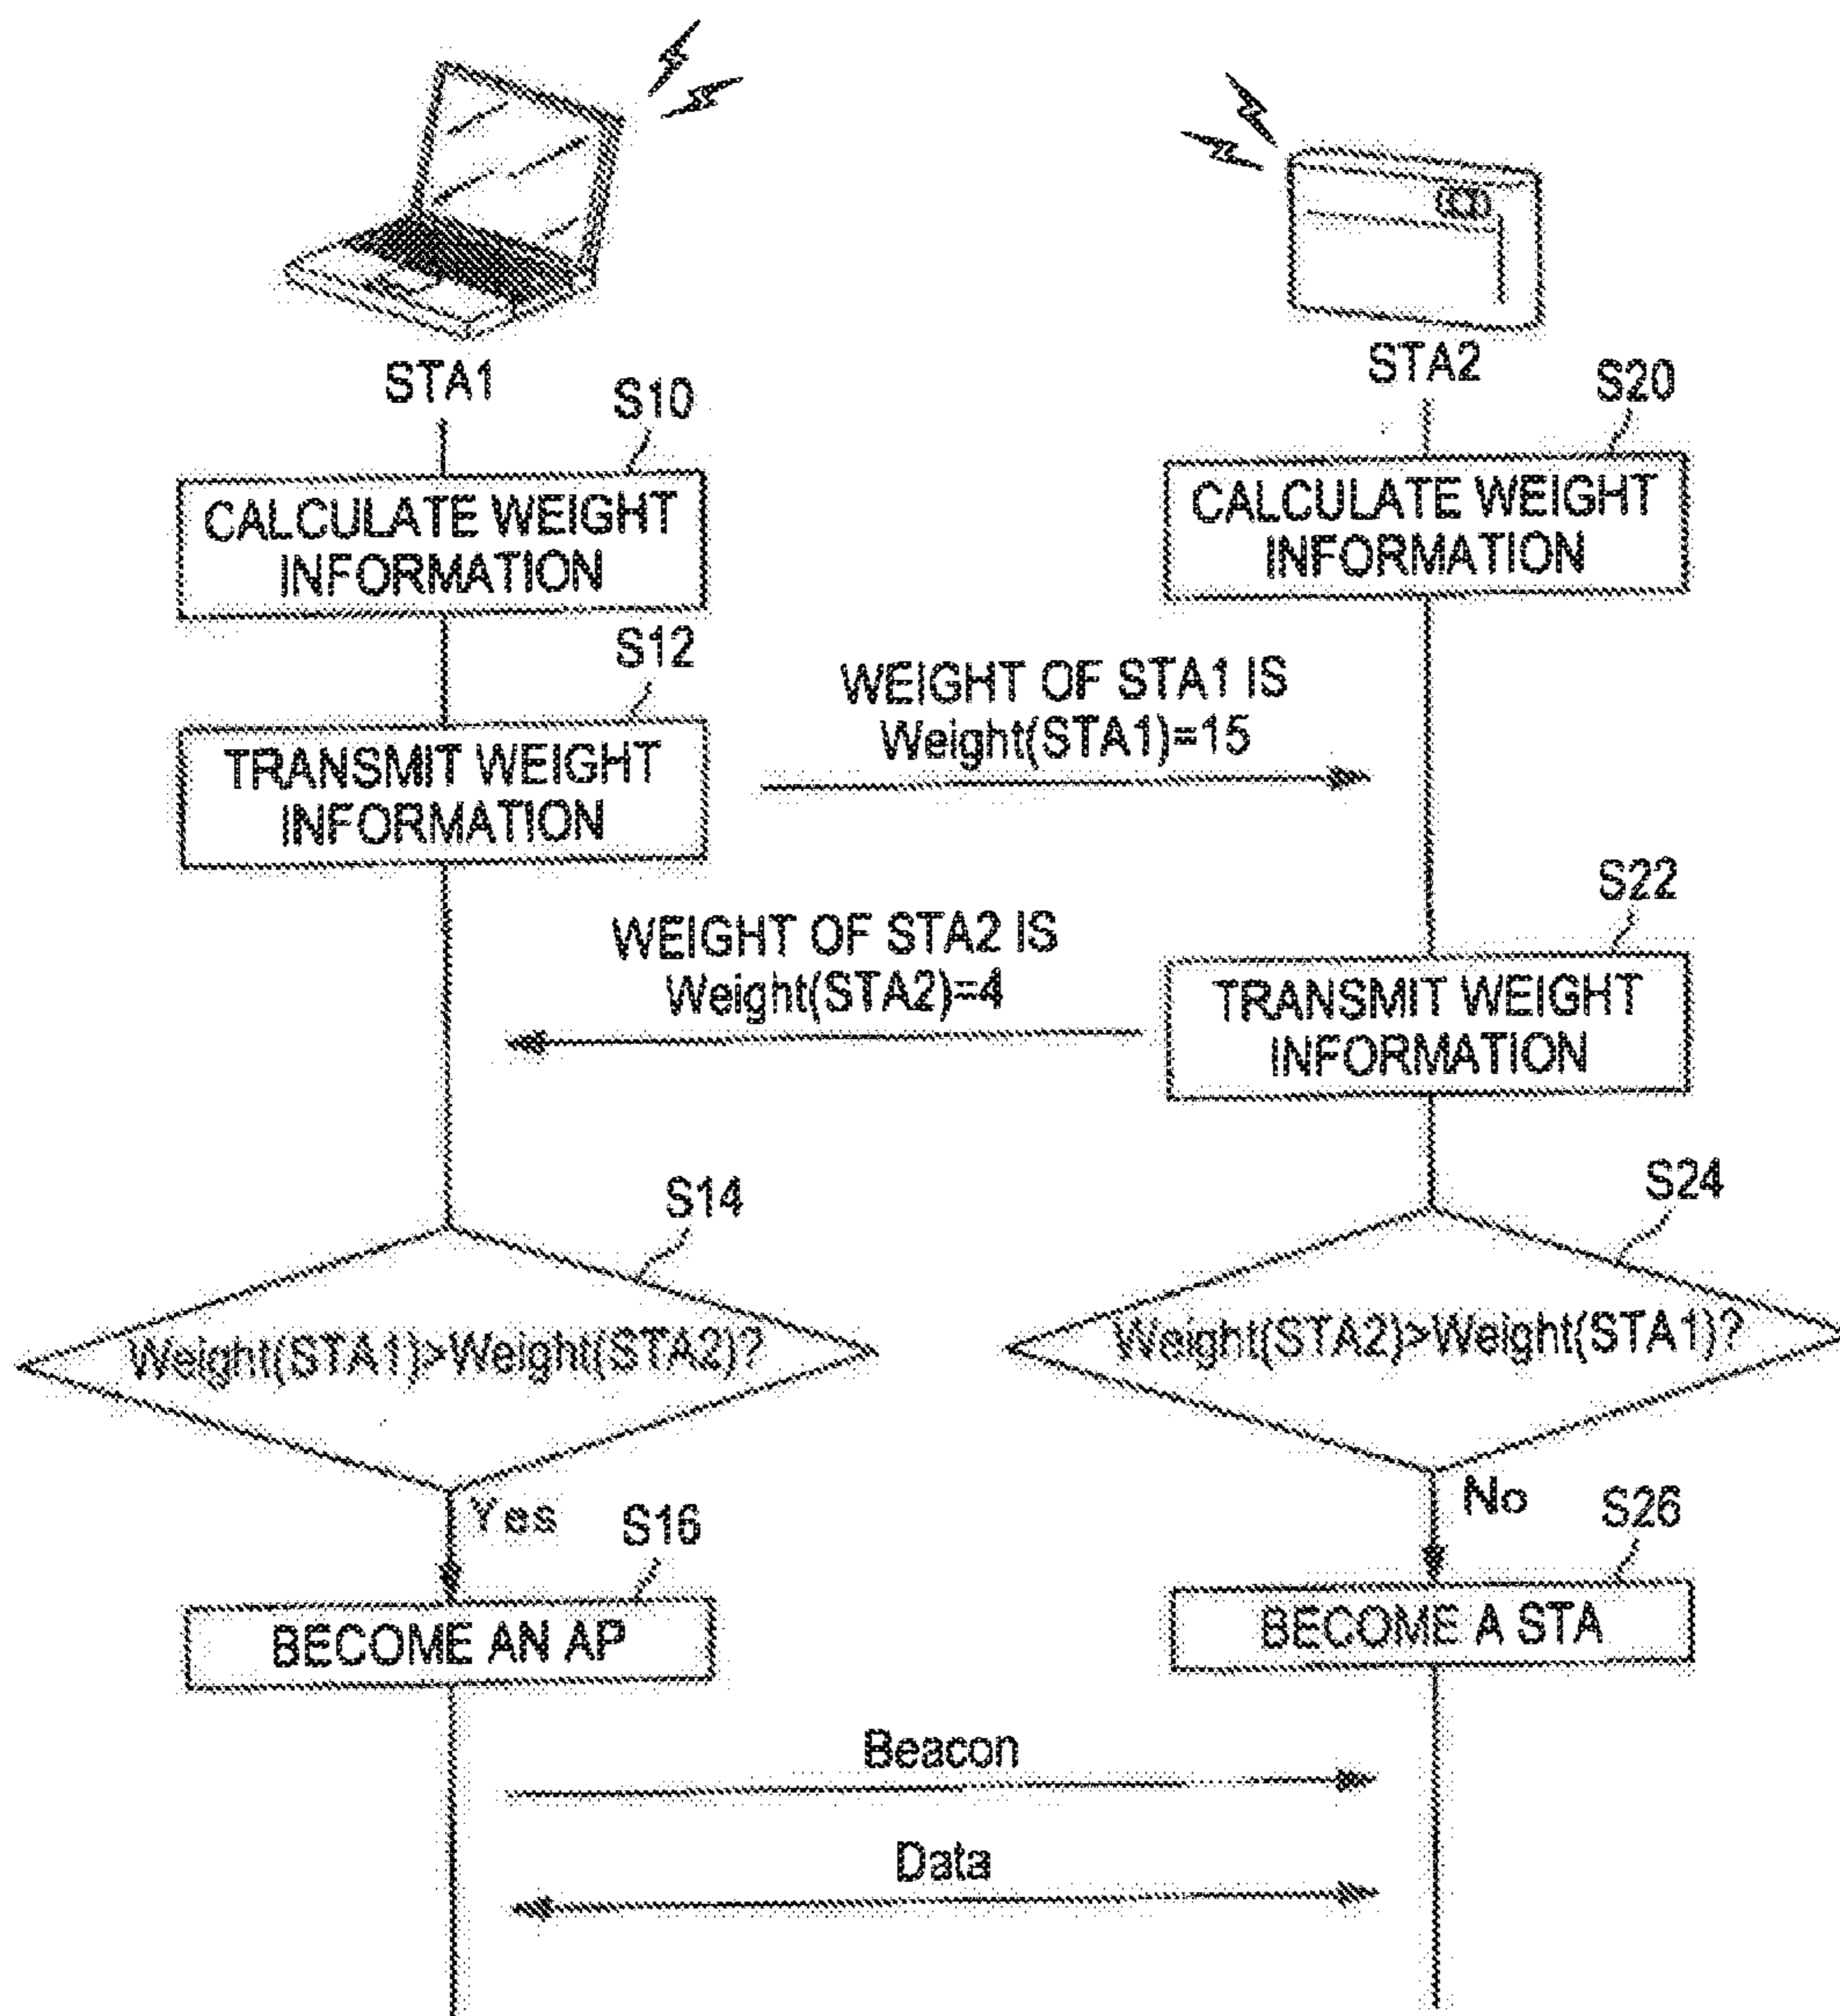 STA1
STA2
S10
S20
CALCULATE WEIGHT
INFORMATION
CALCULATE WEIGHT
INFORMATION
S12
WEIGHT OF STA1 IS
Weight(STA1)=15
TRANSMIT WEIGHT
INFORMATION
S22
WEIGHT OF STA2 IS
Weight(STA2)=4
TRANSMIT WEIGHT
INFORMATION
S14
S24
Weight(STA1)>Weight(STA2)?
Weight(STA2)>Weight(STA1)?
Yes
No
S16
S26
BECOME AN AP
BECOME A STA
Beacon
Data